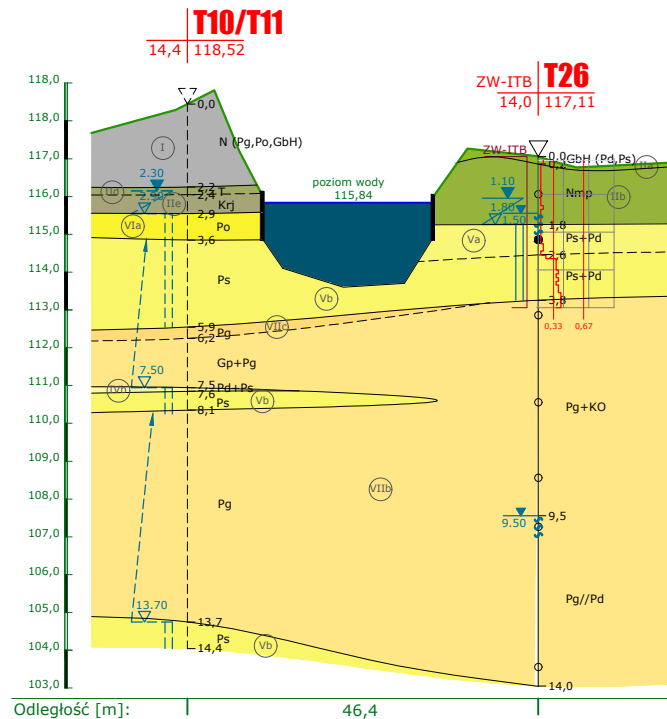 T10/T11
14,4 118,52
ZW-ITB T26
14,0 117,11
118,0
117,0
116,0
115,0
114,0
113,0
112,0
111,0
110,0
109,0
108,0
107,0
106,0
105,0
104,0
103,0
0,0
I
N (Pg,Po,GbH)
2.30
2,2
T
2,4
IIe
Krj
2,9
VIa
Po
3,6
Ps
5,9
Pg
6,2
VIIc
Gp+Pg
7.50
7,5
Pd+Ps
7,6
Ps
8,1
IVb
Vb
Pg
VIIb
13.70
13,7
Ps
14,4
Vb
poziom wody
115,84
Vb
ZW-ITB
0,0
GbH (Pd,Ps)
Nmp
IIb
1.10
1.80
1.50
1,8
Va
Ps+Pd
2,6
Ps+Pd
3,8
0,33
0,67
Pg+KO
9,5
9.50
Pg//Pd
14,0
Odległość [m]:
46,4